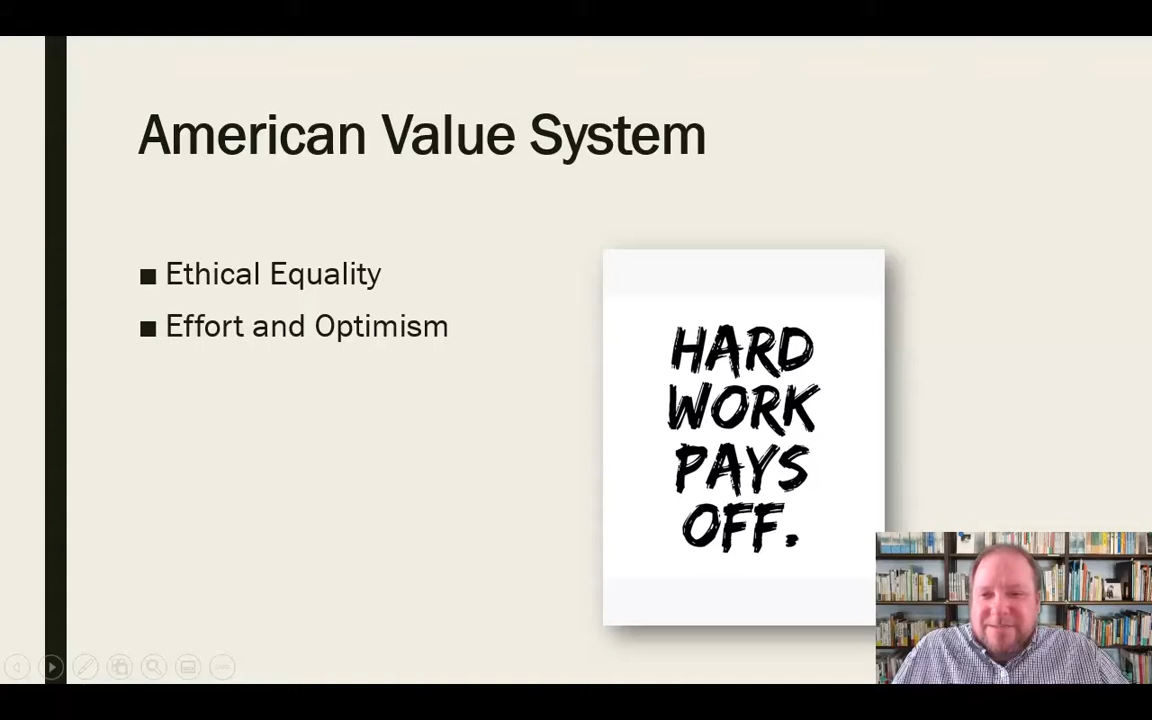 American Value System
■ Ethical Equality
■ Effort and Optimism
HARD
WORK
PAYS
OFF.